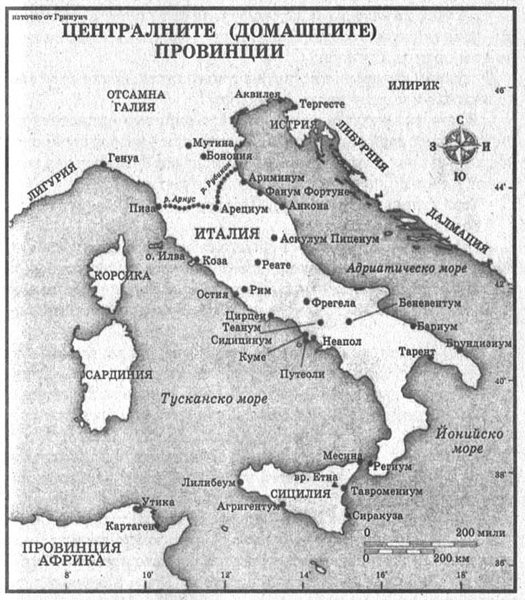 източно от Гринуич
ЦЕНТРАЛНИТЕ (ДОМАШНИТЕ)
ПРОВИНЦИИ
46'
ОТСАМНА
ГАЛИЯ
Аквилея
Тергесте
ИЛИРИК
ИСТРИЯ
ЛИБУРНИЯ
С
З
И
Ю
Мутина
Бонония
Генуа
р. Рубикон
ЛИГУРИЯ
Ариминум
44'
Фанум Фортуне
р. Арнус
Пиза
Арециум
Анкона
ДАЛМАЦИЯ
ИТАЛИЯ
Аскулум Пиценум
о. Илва
Коза
Реате
Адриатическо море
КОРСИКА
42'
Остия
Рим
Фрегела
Беневентум
Цирцеи
Теанум
Сидицинум
Бариум
Неапол
Куме
Брундизиум
Тарент
Путеоли
САРДИНИЯ
40'
Тусканско море
Йонийско
море
Месина
Региум
38'
вр. Етна
Лилибеум
СИЦИЛИЯ
Тавромениум
Утика
Агригентум
Сиракуза
Картаген
0
200 мили
ПРОВИНЦИЯ
АФРИКА
0
200 км
36'
8'
10'
12'
14'
16'
18'